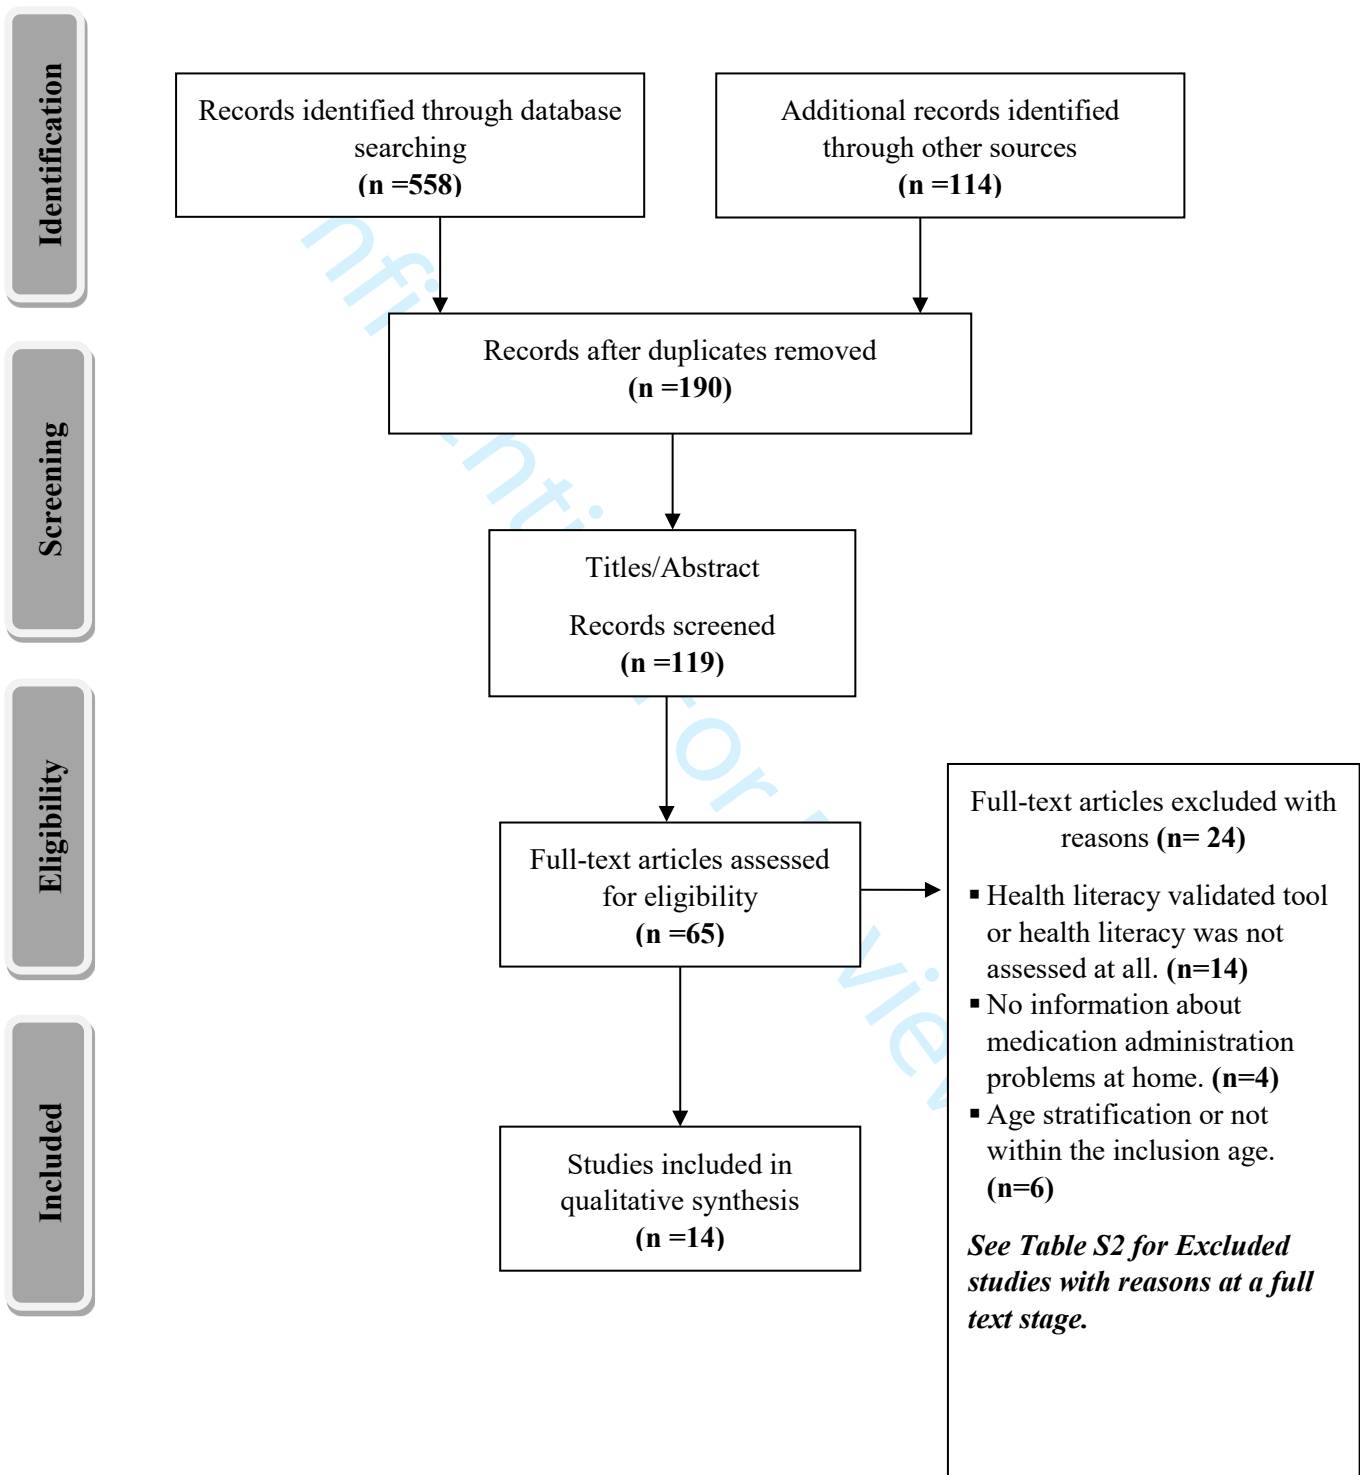 Identification
Records identified through database
searching
(n =558)
Additional records identified
through other sources
(n =114)
Screening
Records after duplicates removed
(n =190)
Titles/Abstract
Records screened
(n =119)
Eligibility
Full-text articles assessed
for eligibility
(n =65)
Full-text articles excluded with
reasons (n= 24)
▪ Health literacy validated tool
or health literacy was not
assessed at all. (n=14)
▪ No information about
medication administration
problems at home. (n=4)
▪ Age stratification or not
within the inclusion age.
(n=6)
See Table S2 for Excluded
studies with reasons at a full
text stage.
Included
Studies included in
qualitative synthesis
(n =14)